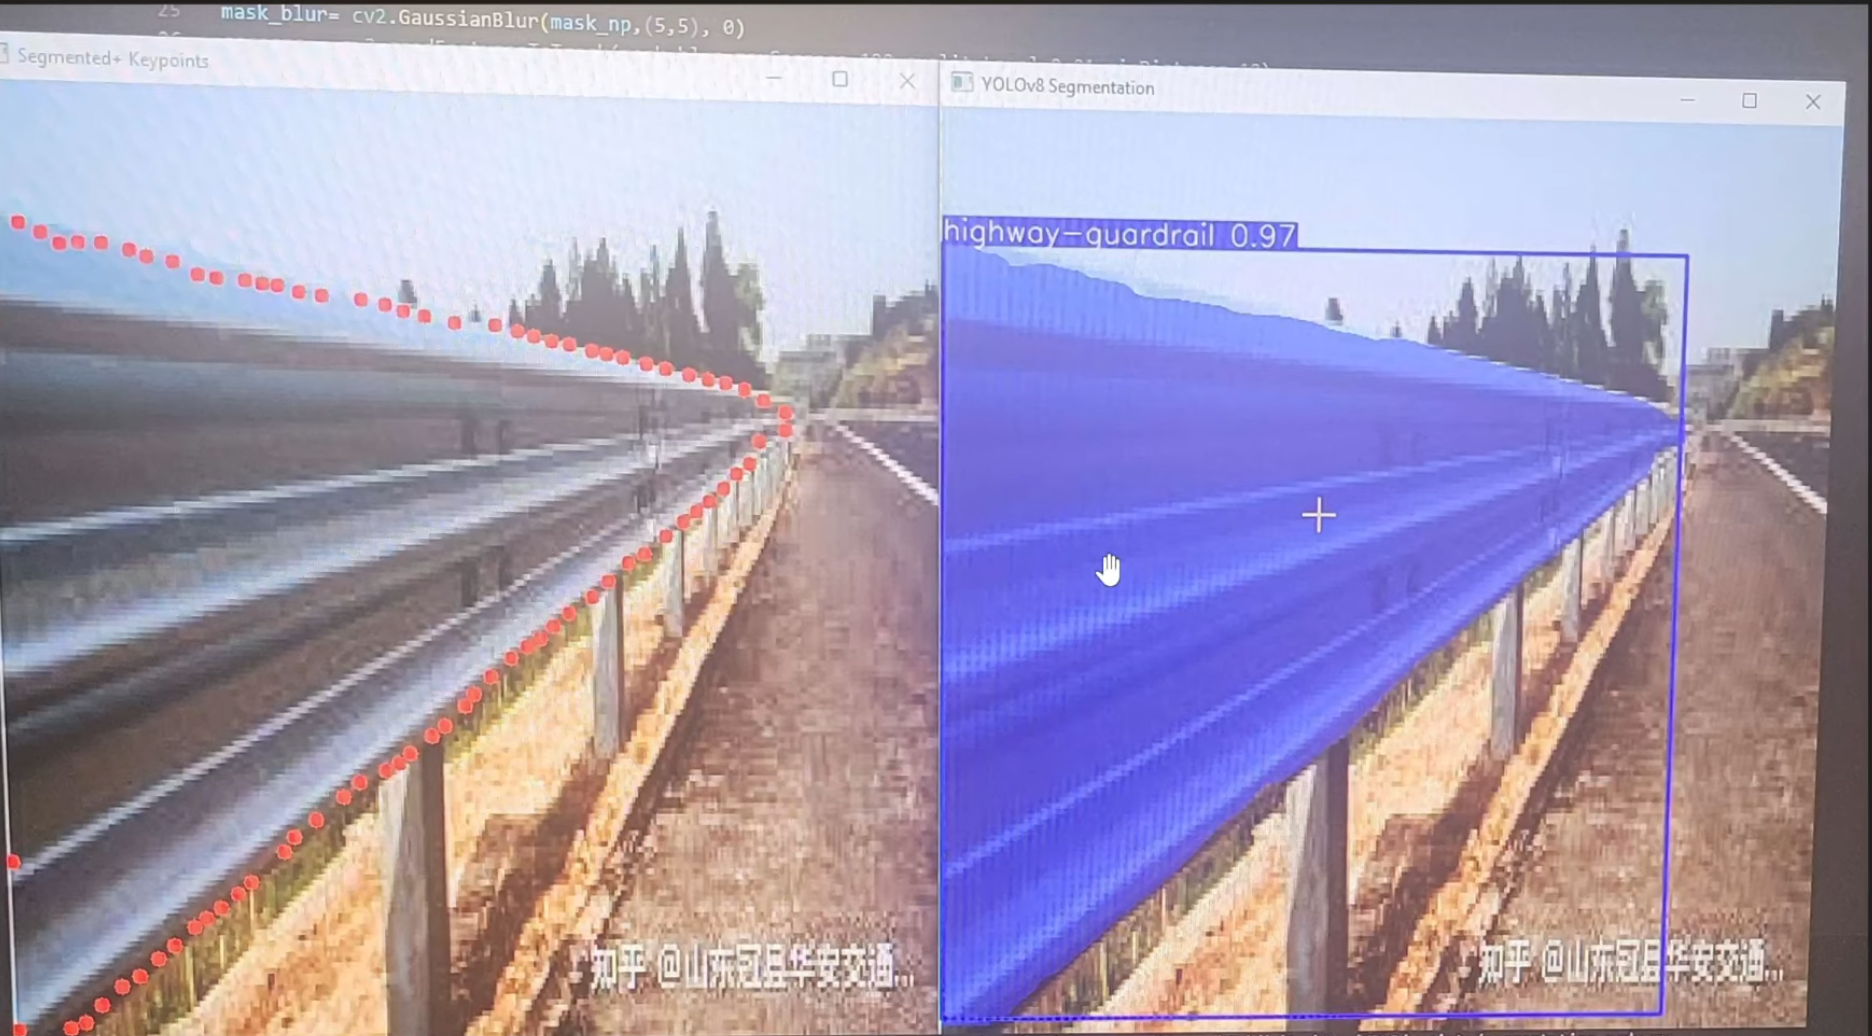 25 mask_blur= cv2.GaussianBlur(mask_np,(5,5), 0)
Segmented+ Keypoints
YOLOv8 Segmentation
highway-guardrail 0.97
知乎 @山东冠县华安交通...
知乎 @山东冠县华安交通...